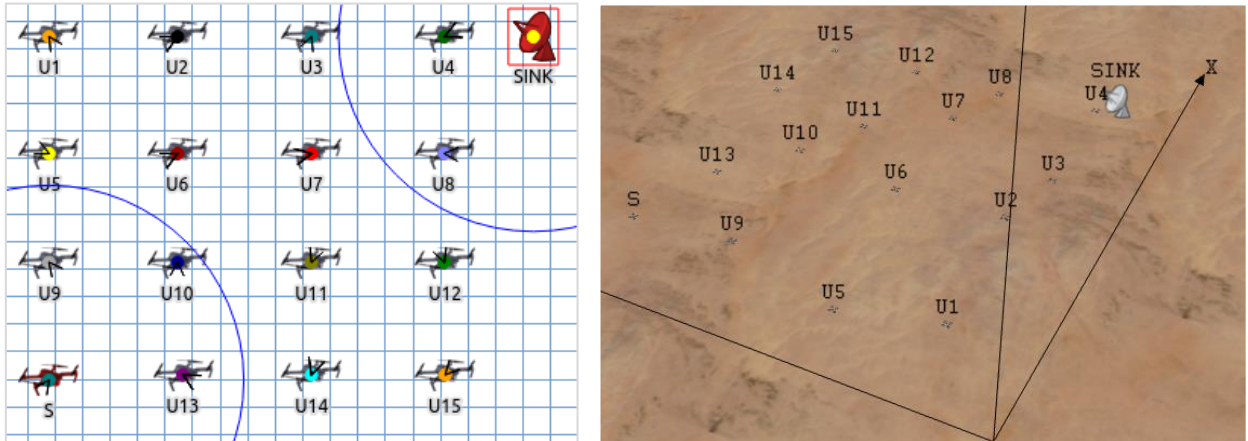 U1 U2 U3 U4 SINK
U5 U6 U7 U8
U9 U10 U11 U12
S U13 U14 U15
U15
U12
U14 U8 SINK X
U4
U11 U7
U10
U13 U3
U6
S U2
U9
U5 U1